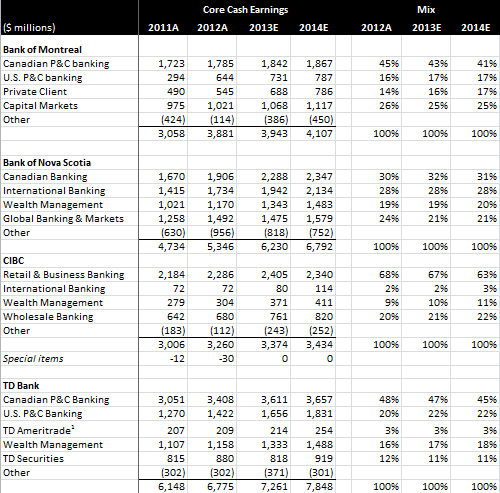 Core Cash Earnings Mix
($ millions) 2011A 2012A 2013E 2014E 2012A 2013E 2014E
Bank of Montreal
Canadian P&C banking 1,723 1,785 1,842 1,867 45% 43% 41%
U.S. P&C banking 294 644 731 787 16% 17% 17%
Private Client 490 545 688 786 14% 16% 17%
Capital Markets 975 1,021 1,068 1,117 26% 25% 25%
Other (424) (114) (386) (450)
3,058 3,881 3,943 4,107 100% 100% 100%
Bank of Nova Scotia
Canadian Banking 1,670 1,906 2,288 2,347 30% 32% 31%
International Banking 1,415 1,734 1,942 2,134 28% 28% 28%
Wealth Management 1,021 1,170 1,343 1,483 19% 19% 20%
Global Banking & Markets 1,258 1,492 1,475 1,579 24% 21% 21%
Other (630) (956) (818) (752)
4,734 5,346 6,230 6,792 100% 100% 100%
CIBC
Retail & Business Banking 2,184 2,286 2,405 2,340 68% 67% 63%
International Banking 72 72 80 114 2% 2% 3%
Wealth Management 279 304 371 411 9% 10% 11%
Wholesale Banking 642 680 761 820 20% 21% 22%
Other (183) (112) (243) (252)
3,006 3,260 3,374 3,434 100% 100% 100%
Special items -12 -30 0 0
TD Bank
Canadian P&C Banking 3,051 3,408 3,611 3,657 48% 47% 45%
U.S. P&C Banking 1,270 1,422 1,656 1,831 20% 22% 22%
TD Ameritrade¹ 207 209 214 254 3% 3% 3%
Wealth Management 1,107 1,158 1,333 1,488 16% 17% 18%
TD Securities 815 880 818 919 12% 11% 11%
Other (302) (302) (371) (301)
6,148 6,775 7,261 7,848 100% 100% 100%